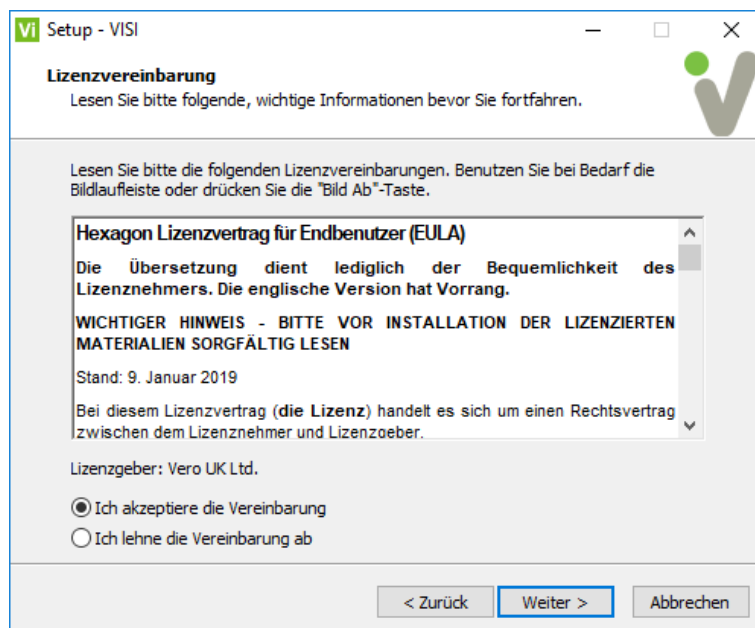 Vi Setup - VISI
Lizenzvereinbarung
Lesen Sie bitte folgende, wichtige Informationen bevor Sie fortfahren.
Lesen Sie bitte die folgenden Lizenzvereinbarungen. Benutzen Sie bei Bedarf die
Bildlaufleiste oder drücken Sie die "Bild Ab"-Taste.
Hexagon Lizenzvertrag für Endbenutzer (EULA)
Die Übersetzung dient lediglich der Bequemlichkeit des
Lizenznehmers. Die englische Version hat Vorrang.
WICHTIGER HINWEIS - BITTE VOR INSTALLATION DER LIZENZIERTEN
MATERIALIEN SORGFÄLTIG LESEN
Stand: 9. Januar 2019
Bei diesem Lizenzvertrag (die Lizenz) handelt es sich um einen Rechtsvertrag
zwischen dem Lizenznehmer und Lizenzgeber.
Lizenzgeber: Vero UK Ltd.
Ich akzeptiere die Vereinbarung
Ich lehne die Vereinbarung ab
< Zurück Weiter > Abbrechen